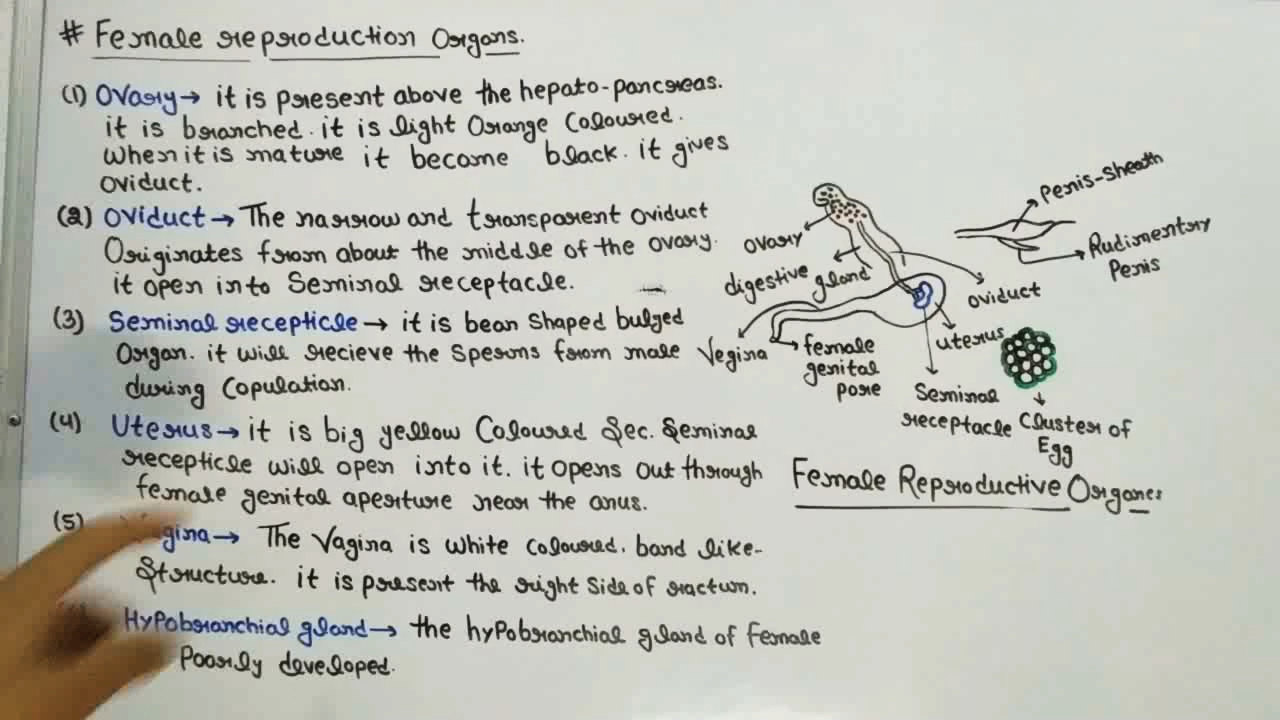 # Female reproduction Organs.
(1) Ovary → it is present above the hepato-pancreas.
it is branched. it is light Orange Coloured.
When it is mature it become black. it gives
oviduct.
(2) Oviduct → The narrow and transparent oviduct
Originates from about the middle of the ovary.
it open into Seminal receptacle.
(3) Seminal recepticle → it is bean Shaped bulged
Organ. it will recieve the Sperms from male
during Copulation.
(4) Uterus → it is big yellow Coloured Sec. Seminal
recepticle will open into it. it opens out through
female genital aperture near the anus.
(5) gina → The Vagina is white coloured. band like-
Structure. it is present the right Side of ractum.
Hypobranchial gland → the hypobranchial gland of female
Poorly developed.
ovary
digestive gland
Vegina
female
genital
pore
oviduct
uterus
Seminal
receptacle
Cluster of
Egg
Penis-Sheath
Rudimentry
Penis
Female Reproductive Organes